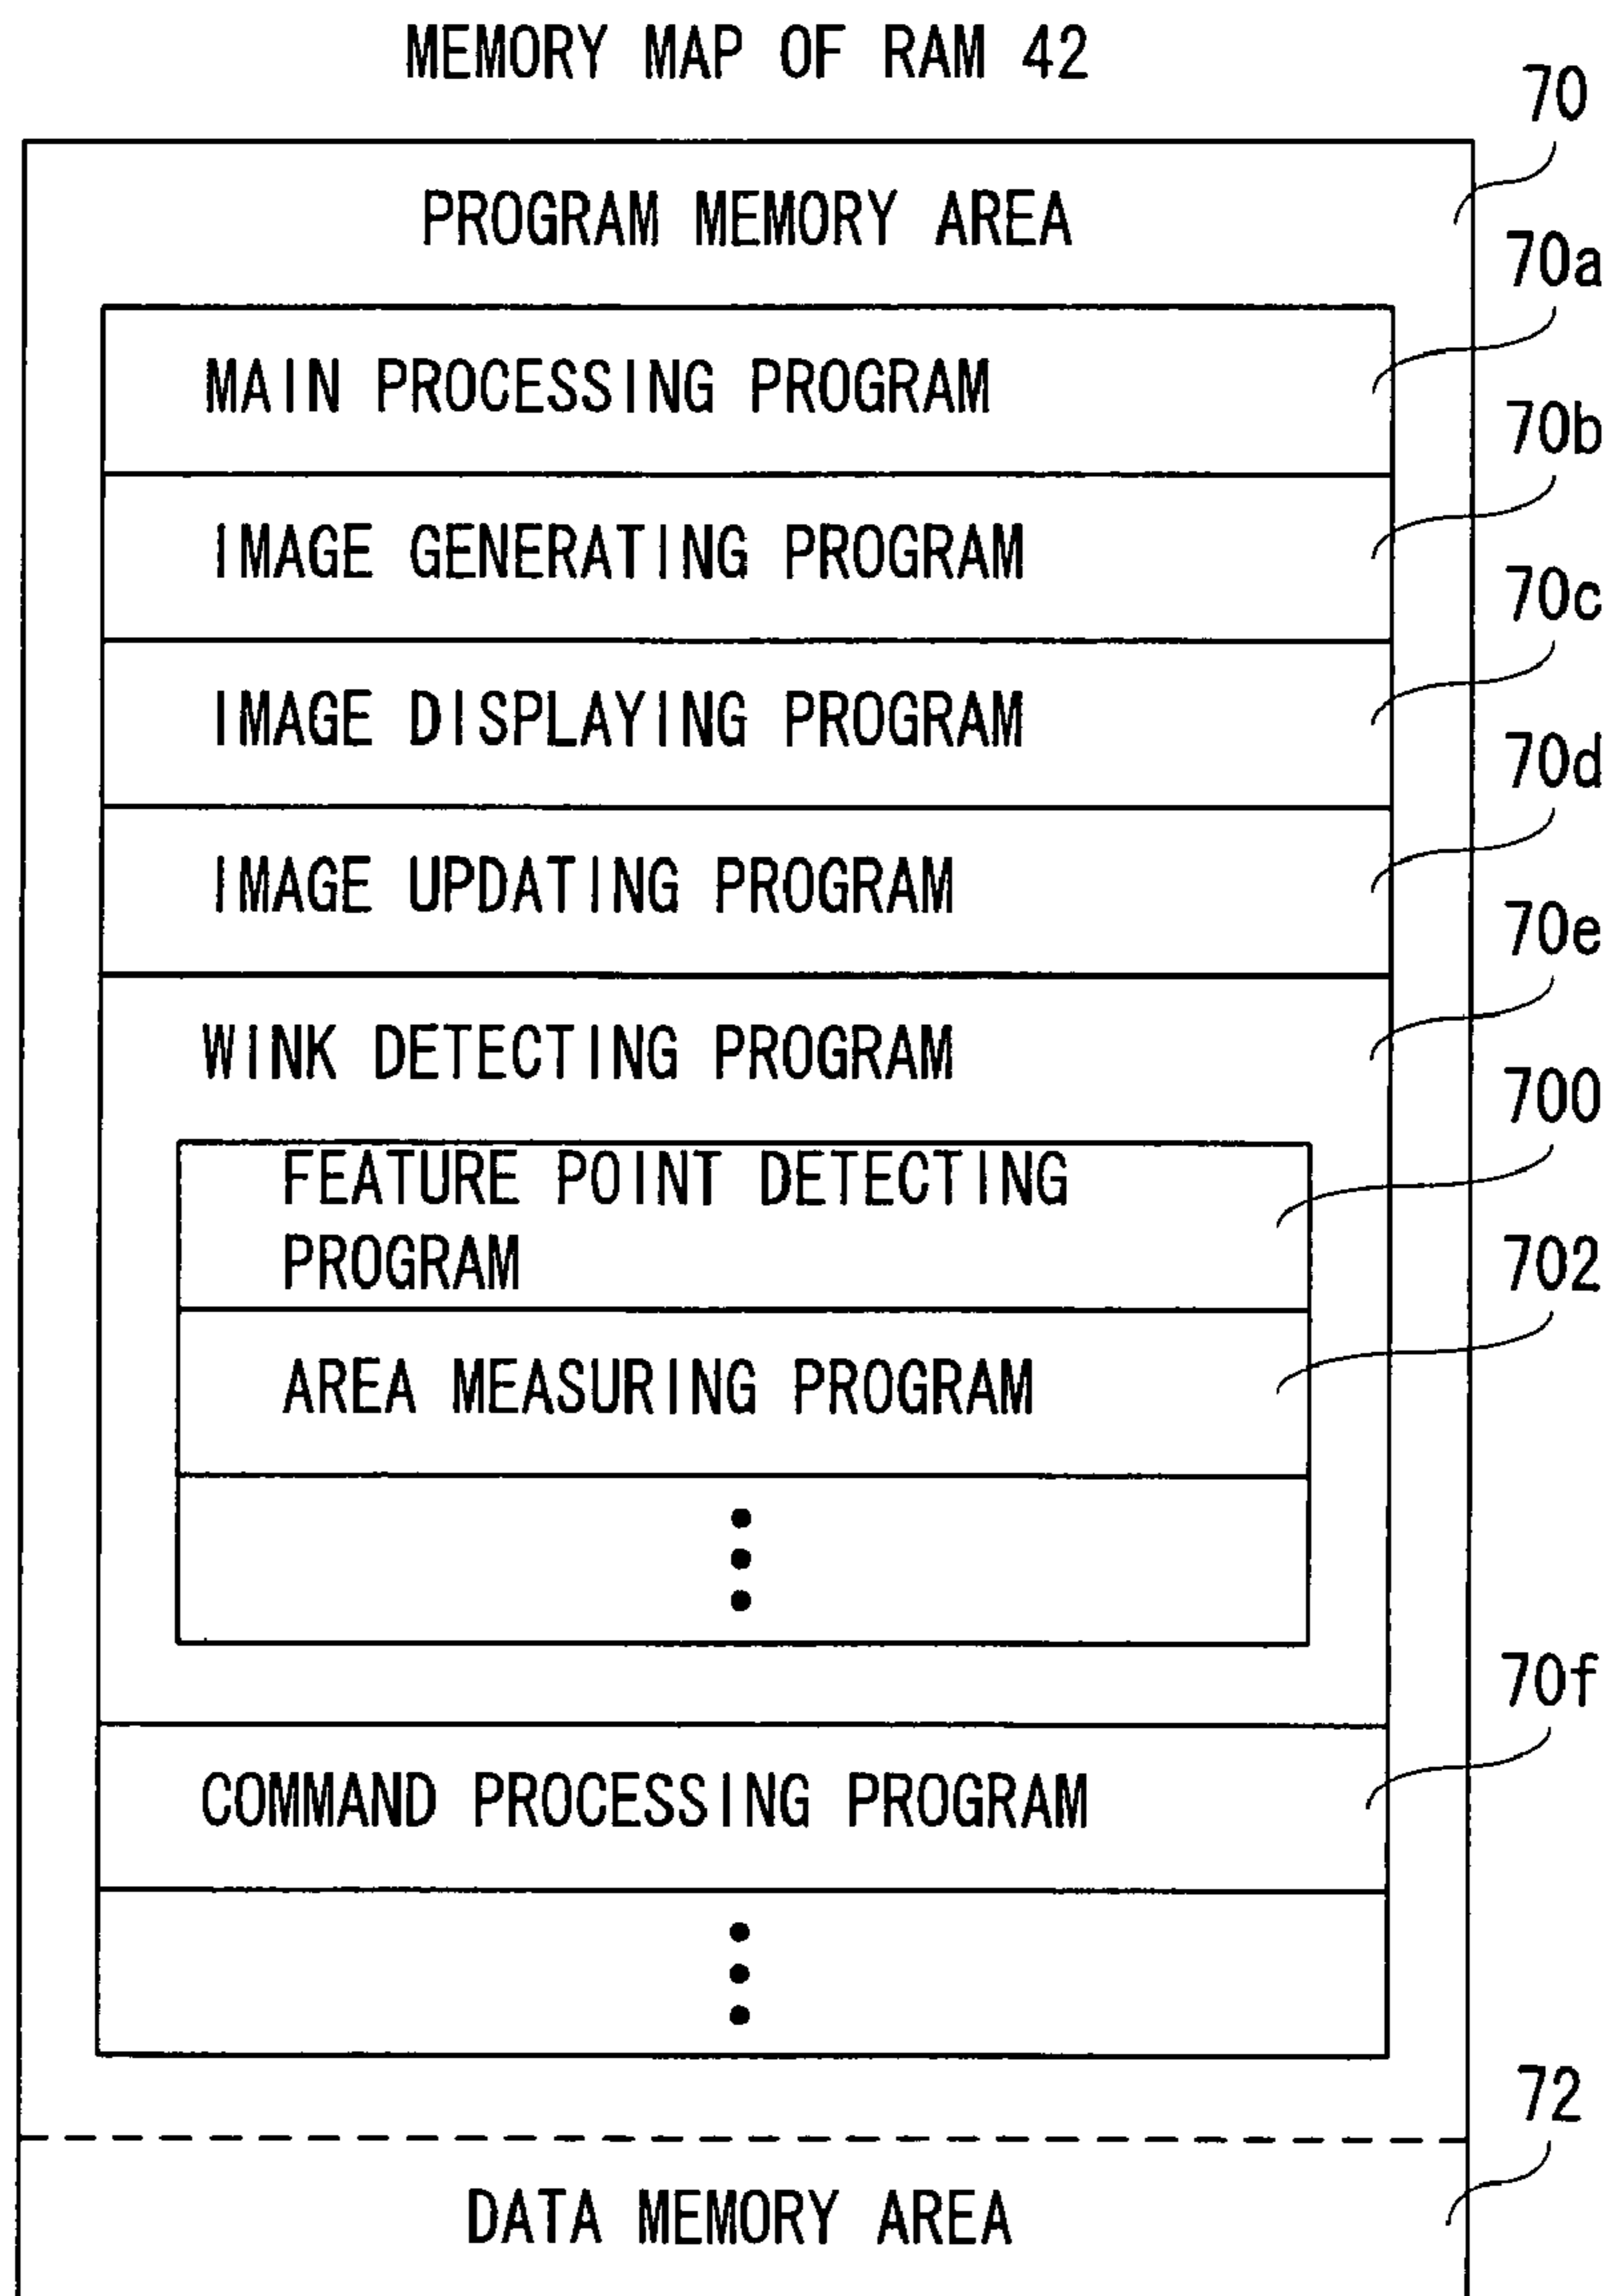 MEMORY MAP OF RAM 42
70
PROGRAM MEMORY AREA
70a
MAIN PROCESSING PROGRAM
70b
IMAGE GENERATING PROGRAM
70c
IMAGE DISPLAYING PROGRAM
70d
IMAGE UPDATING PROGRAM
70e
WINK DETECTING PROGRAM
700
FEATURE POINT DETECTING
PROGRAM
702
AREA MEASURING PROGRAM
70f
COMMAND PROCESSING PROGRAM
72
DATA MEMORY AREA